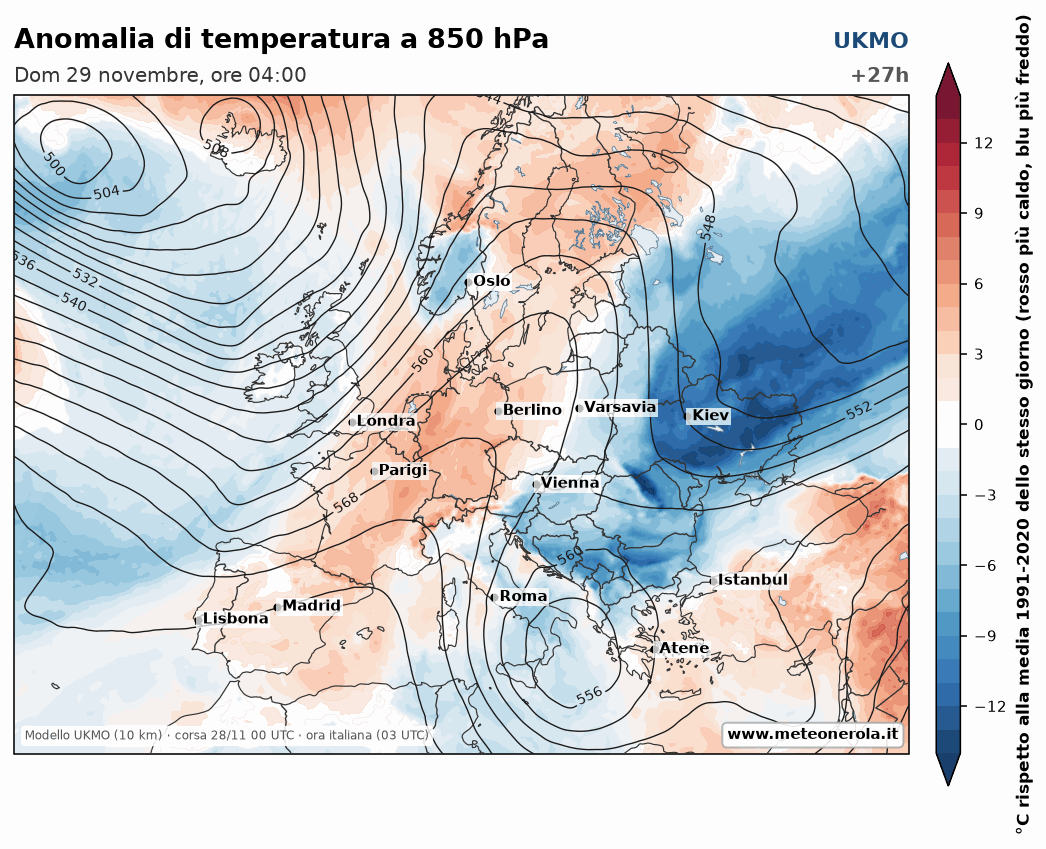 Anomalia di temperatura a 850 hPa
UKMO
Dom 29 novembre, ore 04:00
+27h
500
504
508
544
536
532
540
548
552
560
568
560
556
Oslo
Londra
Berlino
Varsavia
Kiev
Parigi
Vienna
Roma
Istanbul
Madrid
Lisbona
Atene
Modello UKMO (10 km) · corsa 28/11 00 UTC · ora italiana (03 UTC)
www.meteonerola.it
12
9
6
3
0
−3
−6
−9
−12
°C rispetto alla media 1991-2020 dello stesso giorno (rosso più caldo, blu più freddo)